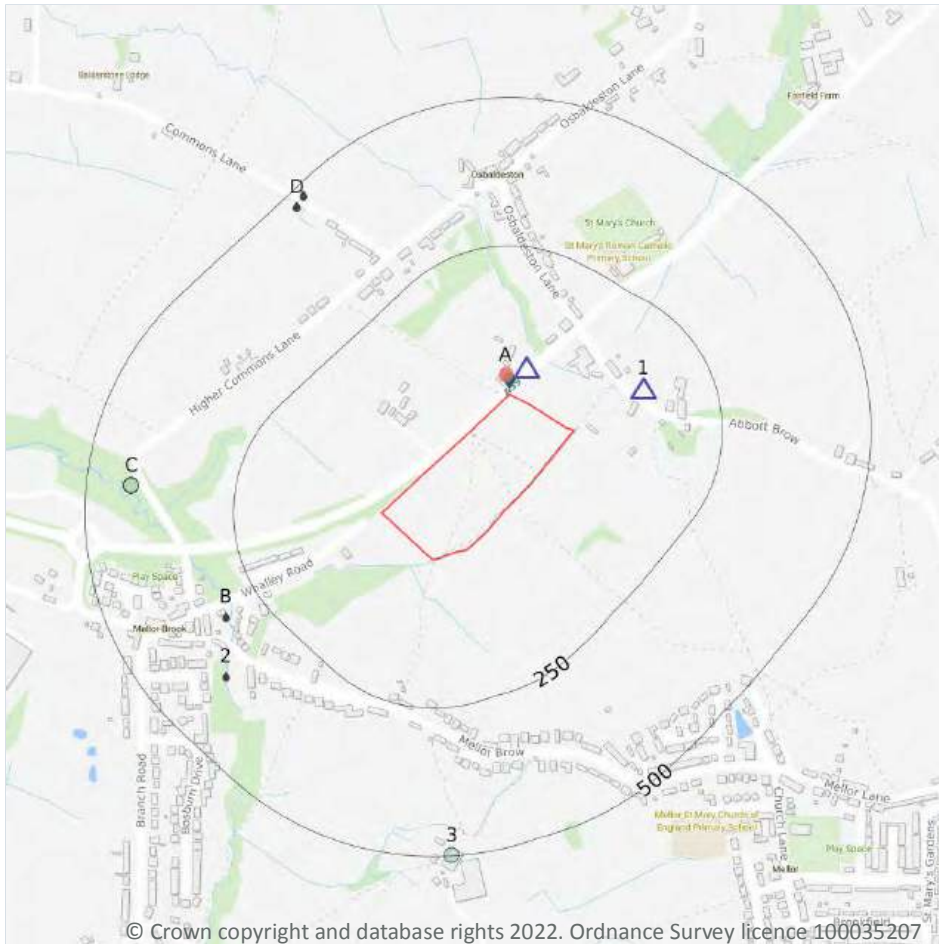 Balderstone Lodge
Fairfield Farm
Osbaldeston Lane
Commons Lane
Osbaldeston
D
Osbaldeston Lane
St Mary's Church
St Mary's Roman Catholic
Primary School
A
1
Higher Commons Lane
Abbott Brow
C
Whalley Road
Play Space
B
Mellor Brook
2
250
Mellor Brow
500
Branch Road
Bosburn Drive
Mellor Lane
Mellor St Mary Church of
England Primary School
Church Lane
Play Space
3
Mellor
St Mary's Gardens
Brookfield
© Crown copyright and database rights 2022. Ordnance Survey licence 100035207